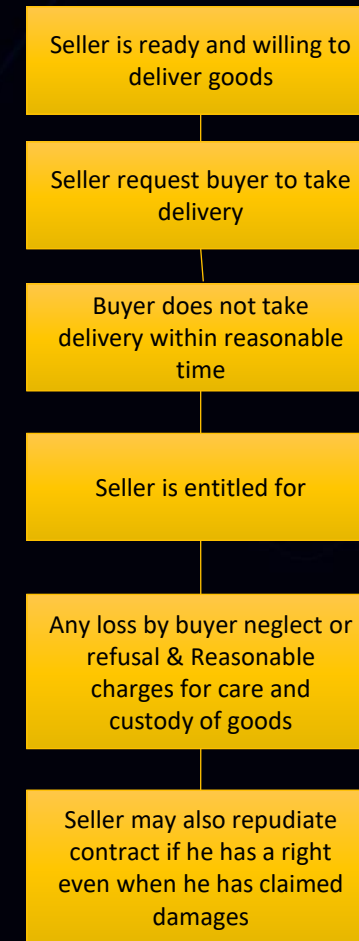 Seller is ready and willing to
deliver goods
Seller request buyer to take
delivery
Buyer does not take
delivery within reasonable
time
Seller is entitled for
Any loss by buyer neglect or
refusal & Reasonable
charges for care and
custody of goods
Seller may also repudiate
contract if he has a right
even when he has claimed
damages